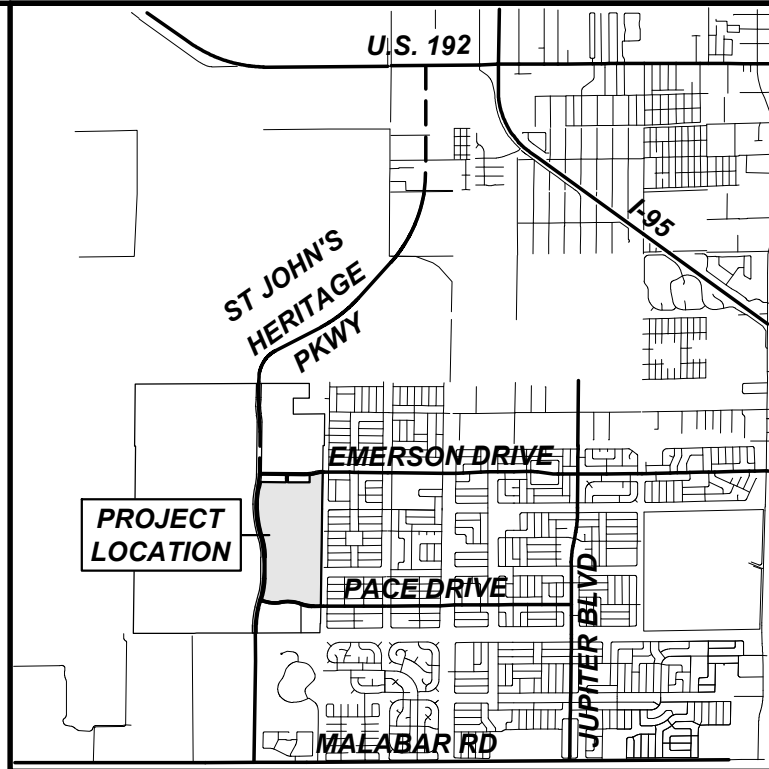 U.S. 192
I-95
ST JOHN'S
HERITAGE
PKWY
EMERSON DRIVE
PROJECT
LOCATION
PACE DRIVE
JUPITER BLVD
MALABAR RD